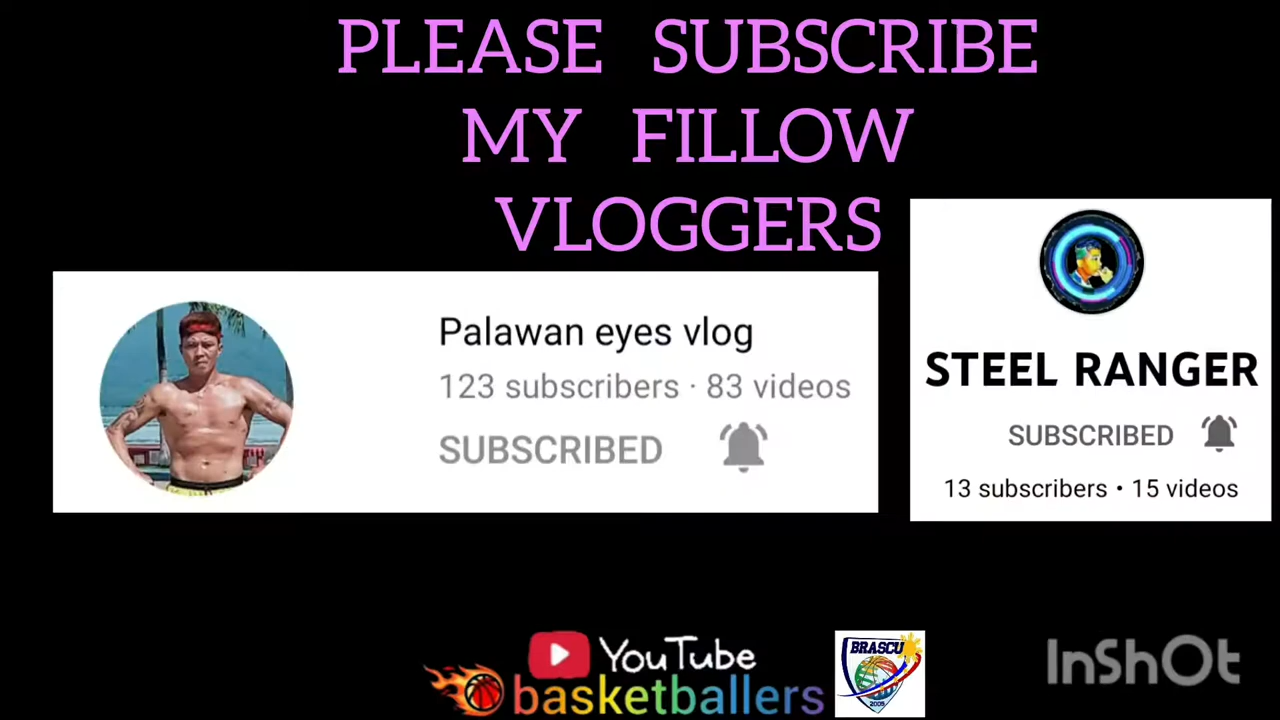 PLEASE SUBSCRIBE
MY FILLOW
VLOGGERS
Palawan eyes vlog
123 subscribers · 83 videos
SUBSCRIBED
STEEL RANGER
SUBSCRIBED
13 subscribers • 15 videos
YouTube
basketballers
BRASCU
2005
InShOt